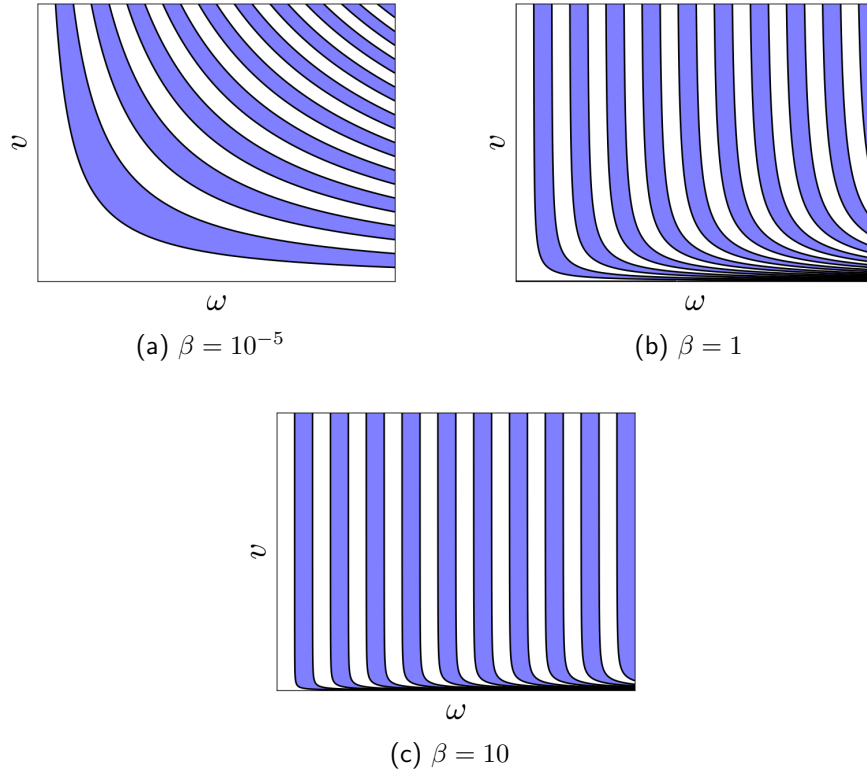 v
ω
(a) β = 10⁻⁵
v
ω
(b) β = 1
v
ω
(c) β = 10